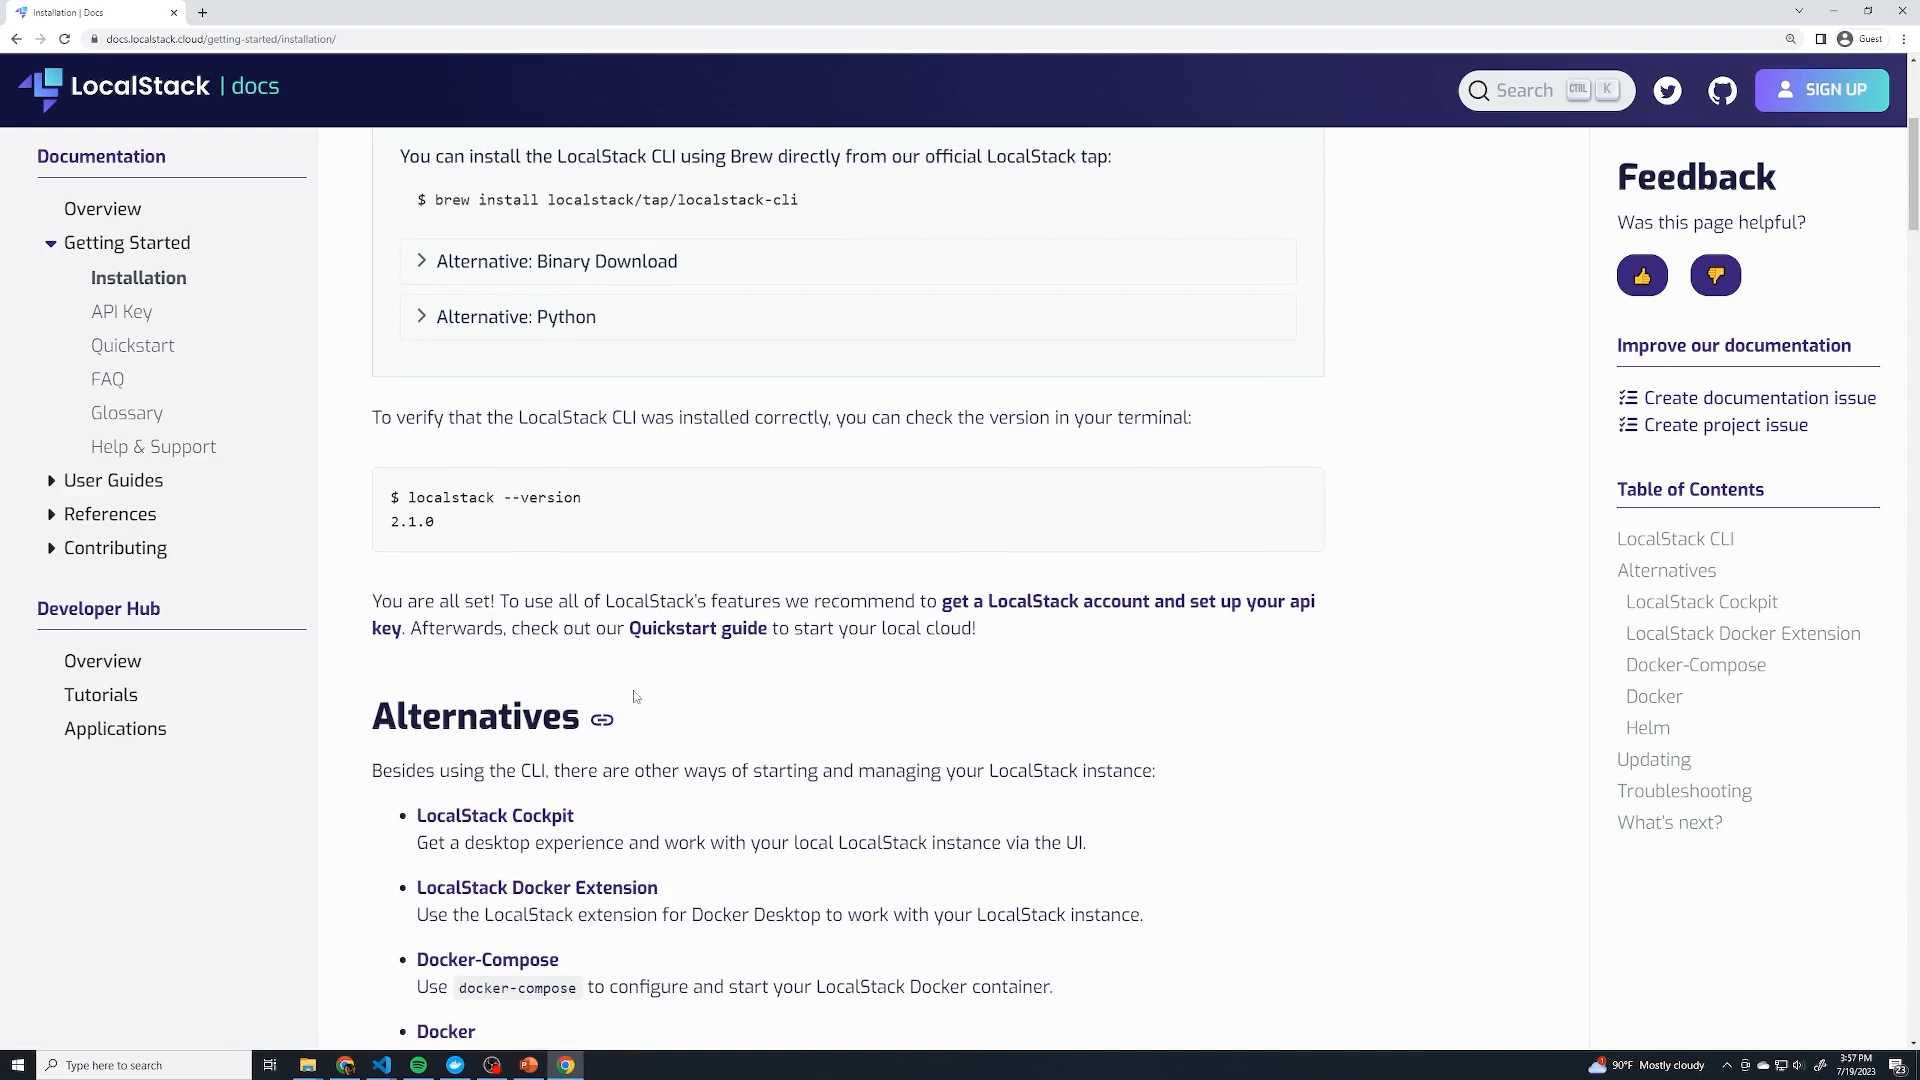 Installation | Docs
docs.localstack.cloud/getting-started/installation/
Guest
LocalStack | docs
Search CTRL K
SIGN UP
Documentation
Overview
Getting Started
Installation
API Key
Quickstart
FAQ
Glossary
Help & Support
User Guides
References
Contributing
Developer Hub
Overview
Tutorials
Applications
You can install the LocalStack CLI using Brew directly from our official LocalStack tap:
$ brew install localstack/tap/localstack-cli
Alternative: Binary Download
Alternative: Python
To verify that the LocalStack CLI was installed correctly, you can check the version in your terminal:
$ localstack --version
2.1.0
You are all set! To use all of LocalStack's features we recommend to get a LocalStack account and set up your api
key. Afterwards, check out our Quickstart guide to start your local cloud!
Alternatives
Besides using the CLI, there are other ways of starting and managing your LocalStack instance:
• LocalStack Cockpit
Get a desktop experience and work with your local LocalStack instance via the UI.
• LocalStack Docker Extension
Use the LocalStack extension for Docker Desktop to work with your LocalStack instance.
• Docker-Compose
Use docker-compose to configure and start your LocalStack Docker container.
• Docker
Feedback
Was this page helpful?
Improve our documentation
Create documentation issue
Create project issue
Table of Contents
LocalStack CLI
Alternatives
LocalStack Cockpit
LocalStack Docker Extension
Docker-Compose
Docker
Helm
Updating
Troubleshooting
What's next?
Type here to search
90°F Mostly cloudy
3:57 PM
7/19/2023
23